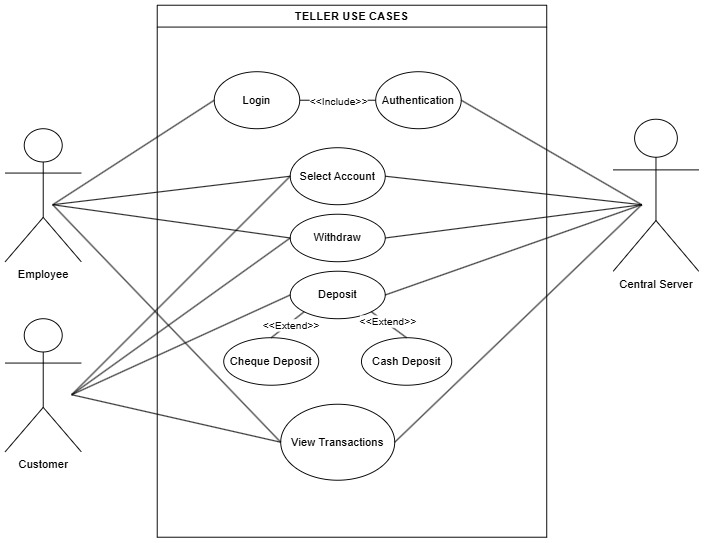 TELLER USE CASES
Login
<<Include>>
Authentication
Select Account
Withdraw
Deposit
<<Extend>>
<<Extend>>
Cheque Deposit
Cash Deposit
View Transactions
Employee
Customer
Central Server